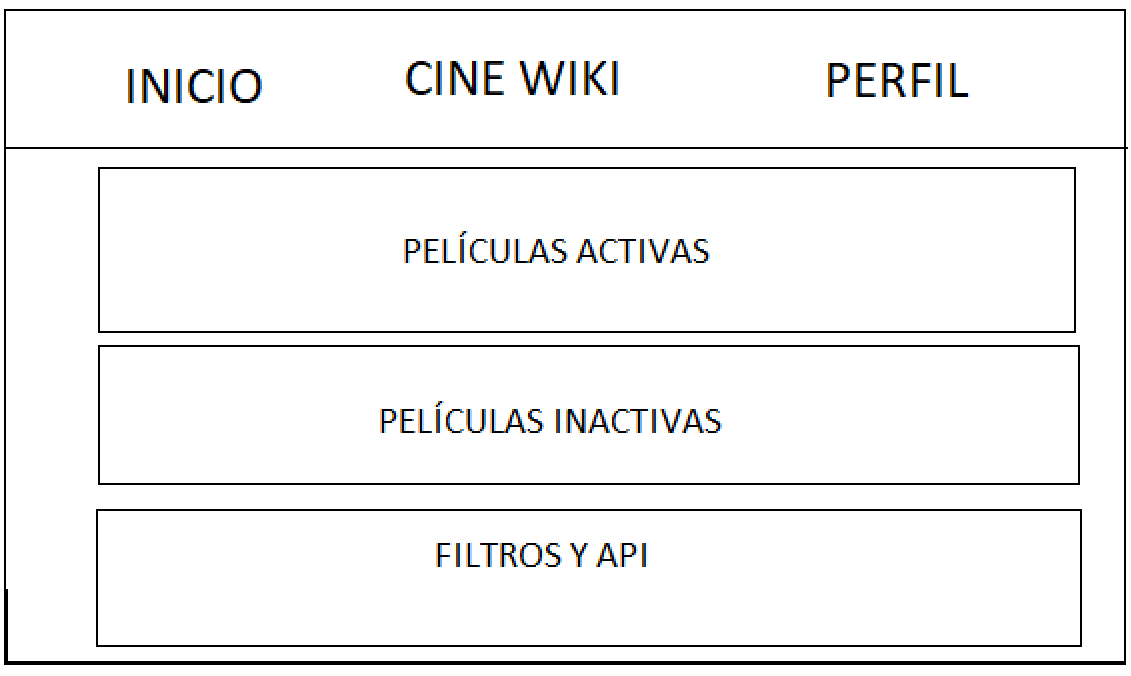 INICIO
CINE WIKI
PERFIL
PELÍCULAS ACTIVAS
PELÍCULAS INACTIVAS
FILTROS Y API